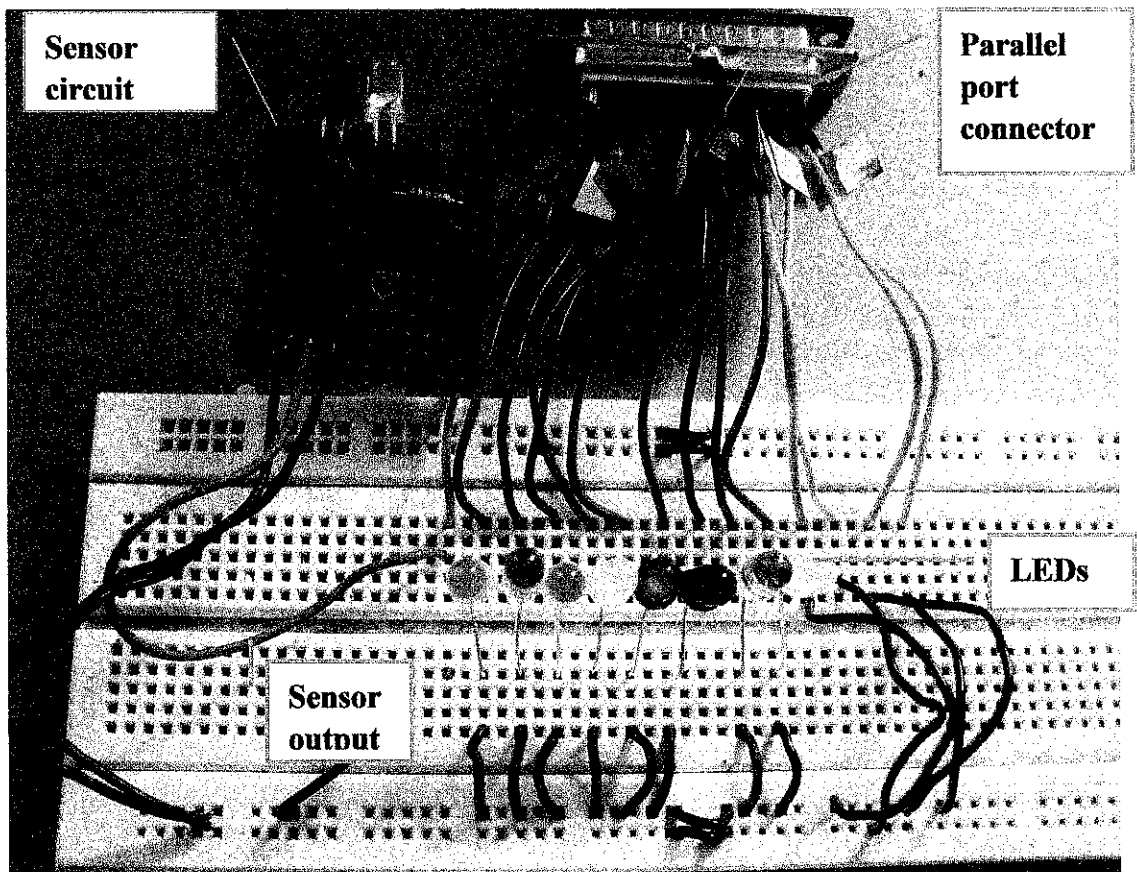 Sensor
circuit
Parallel
port
connector
LEDs
Sensor
output